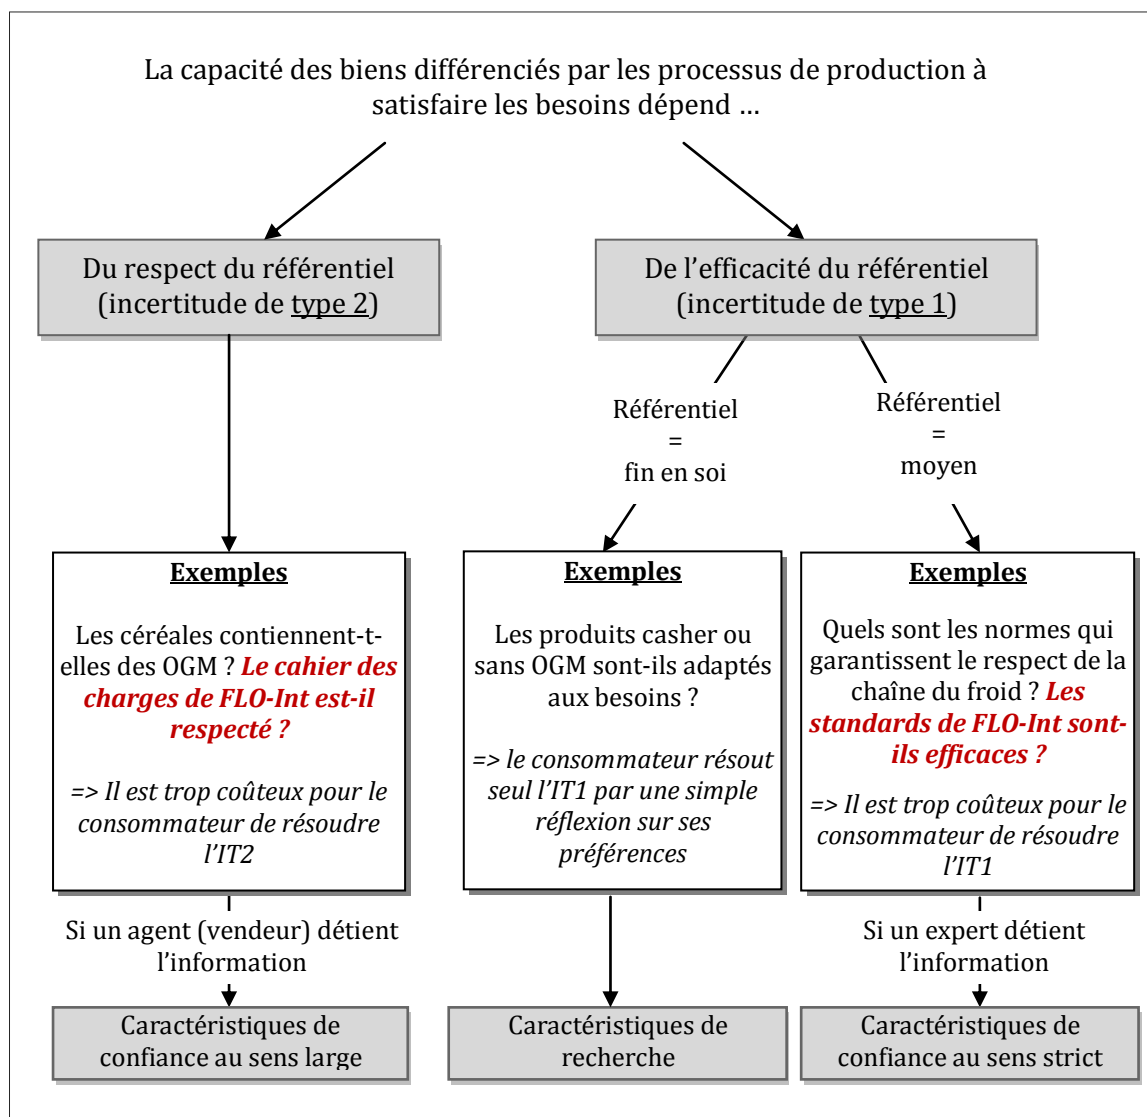 La capacité des biens différenciés par les processus de production à
satisfaire les besoins dépend …
Du respect du référentiel
(incertitude de type 2)
De l’efficacité du référentiel
(incertitude de type 1)
Référentiel
=
fin en soi
Référentiel
=
moyen
Exemples
Les céréales contiennent-t-
elles des OGM ? Le cahier des
charges de FLO-Int est-il
respecté ?
=> Il est trop coûteux pour le
consommateur de résoudre
l’IT2
Exemples
Les produits casher ou
sans OGM sont-ils adaptés
aux besoins ?
=> le consommateur résout
seul l’IT1 par une simple
réflexion sur ses
préférences
Exemples
Quels sont les normes qui
garantissent le respect de la
chaîne du froid ? Les
standards de FLO-Int sont-
ils efficaces ?
=> Il est trop coûteux pour le
consommateur de résoudre
l’IT1
Si un agent (vendeur) détient
l’information
Si un expert détient
l’information
Caractéristiques de
confiance au sens large
Caractéristiques de
recherche
Caractéristiques de
confiance au sens strict